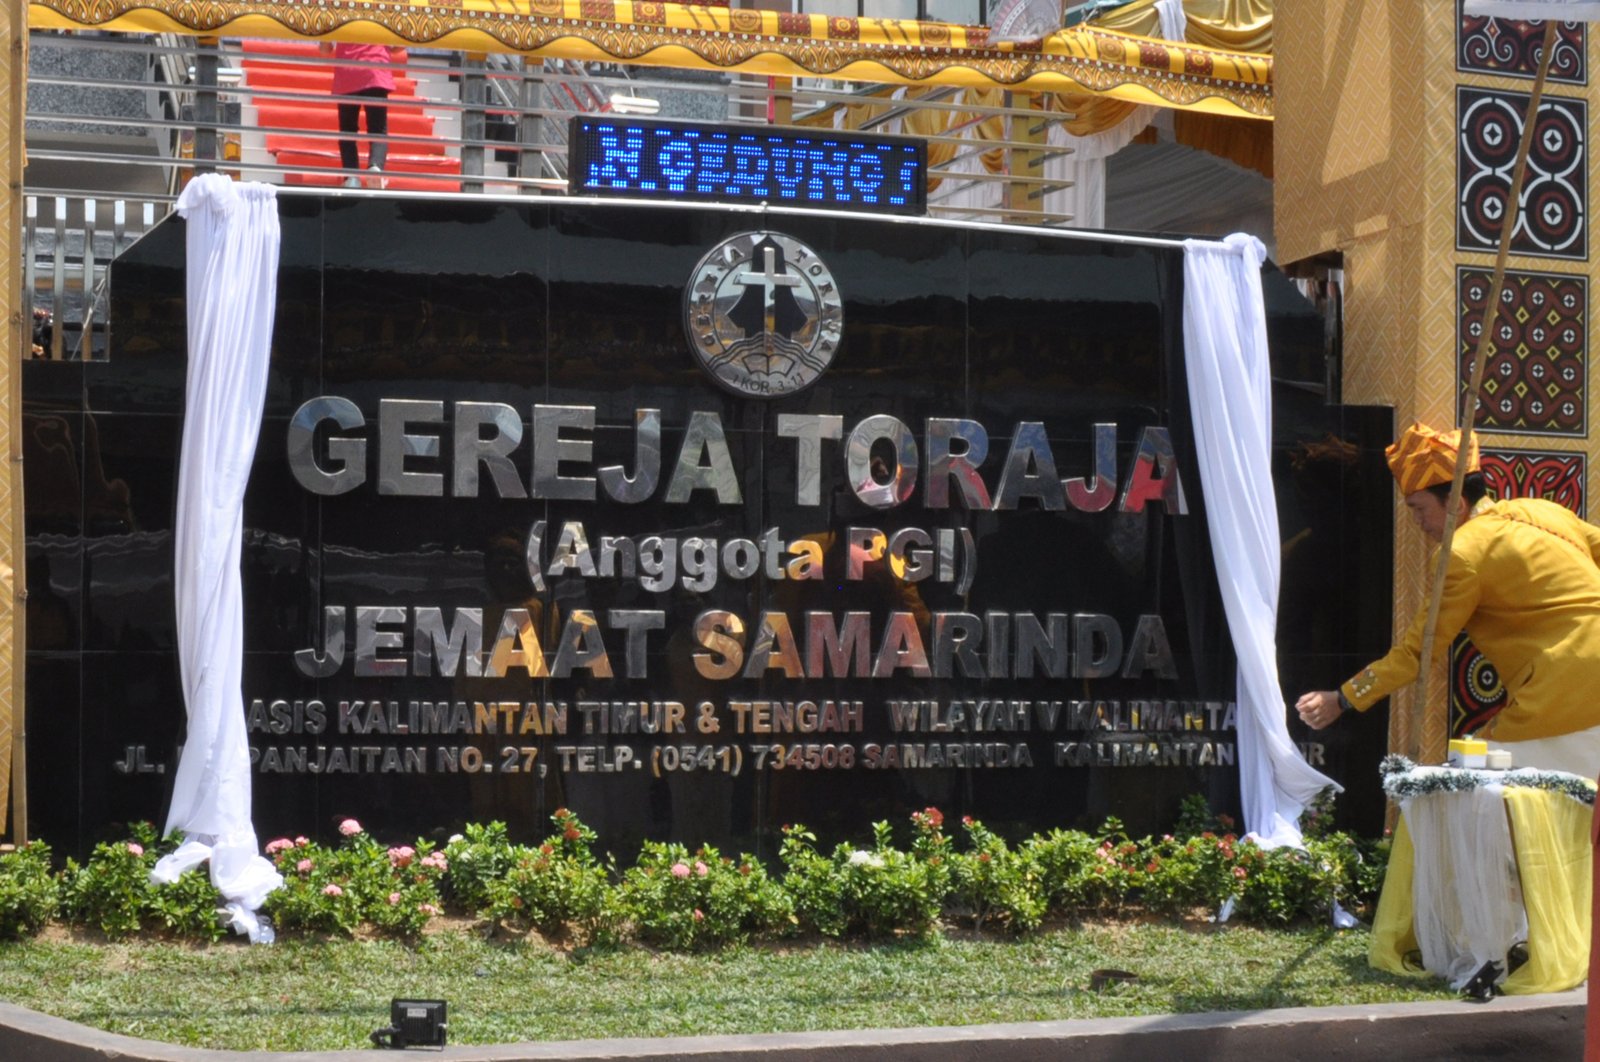 N GEDUNG
GEREJA TORAJA
I KOR. 3 :11
GEREJA TORAJA
(Anggota PGI)
JEMAAT SAMARINDA
ASIS KALIMANTAN TIMUR & TENGAH WILAYAH V KALIMANTA
JL. PANJAITAN NO. 27, TELP. (0541) 734508 SAMARINDA KALIMANTAN